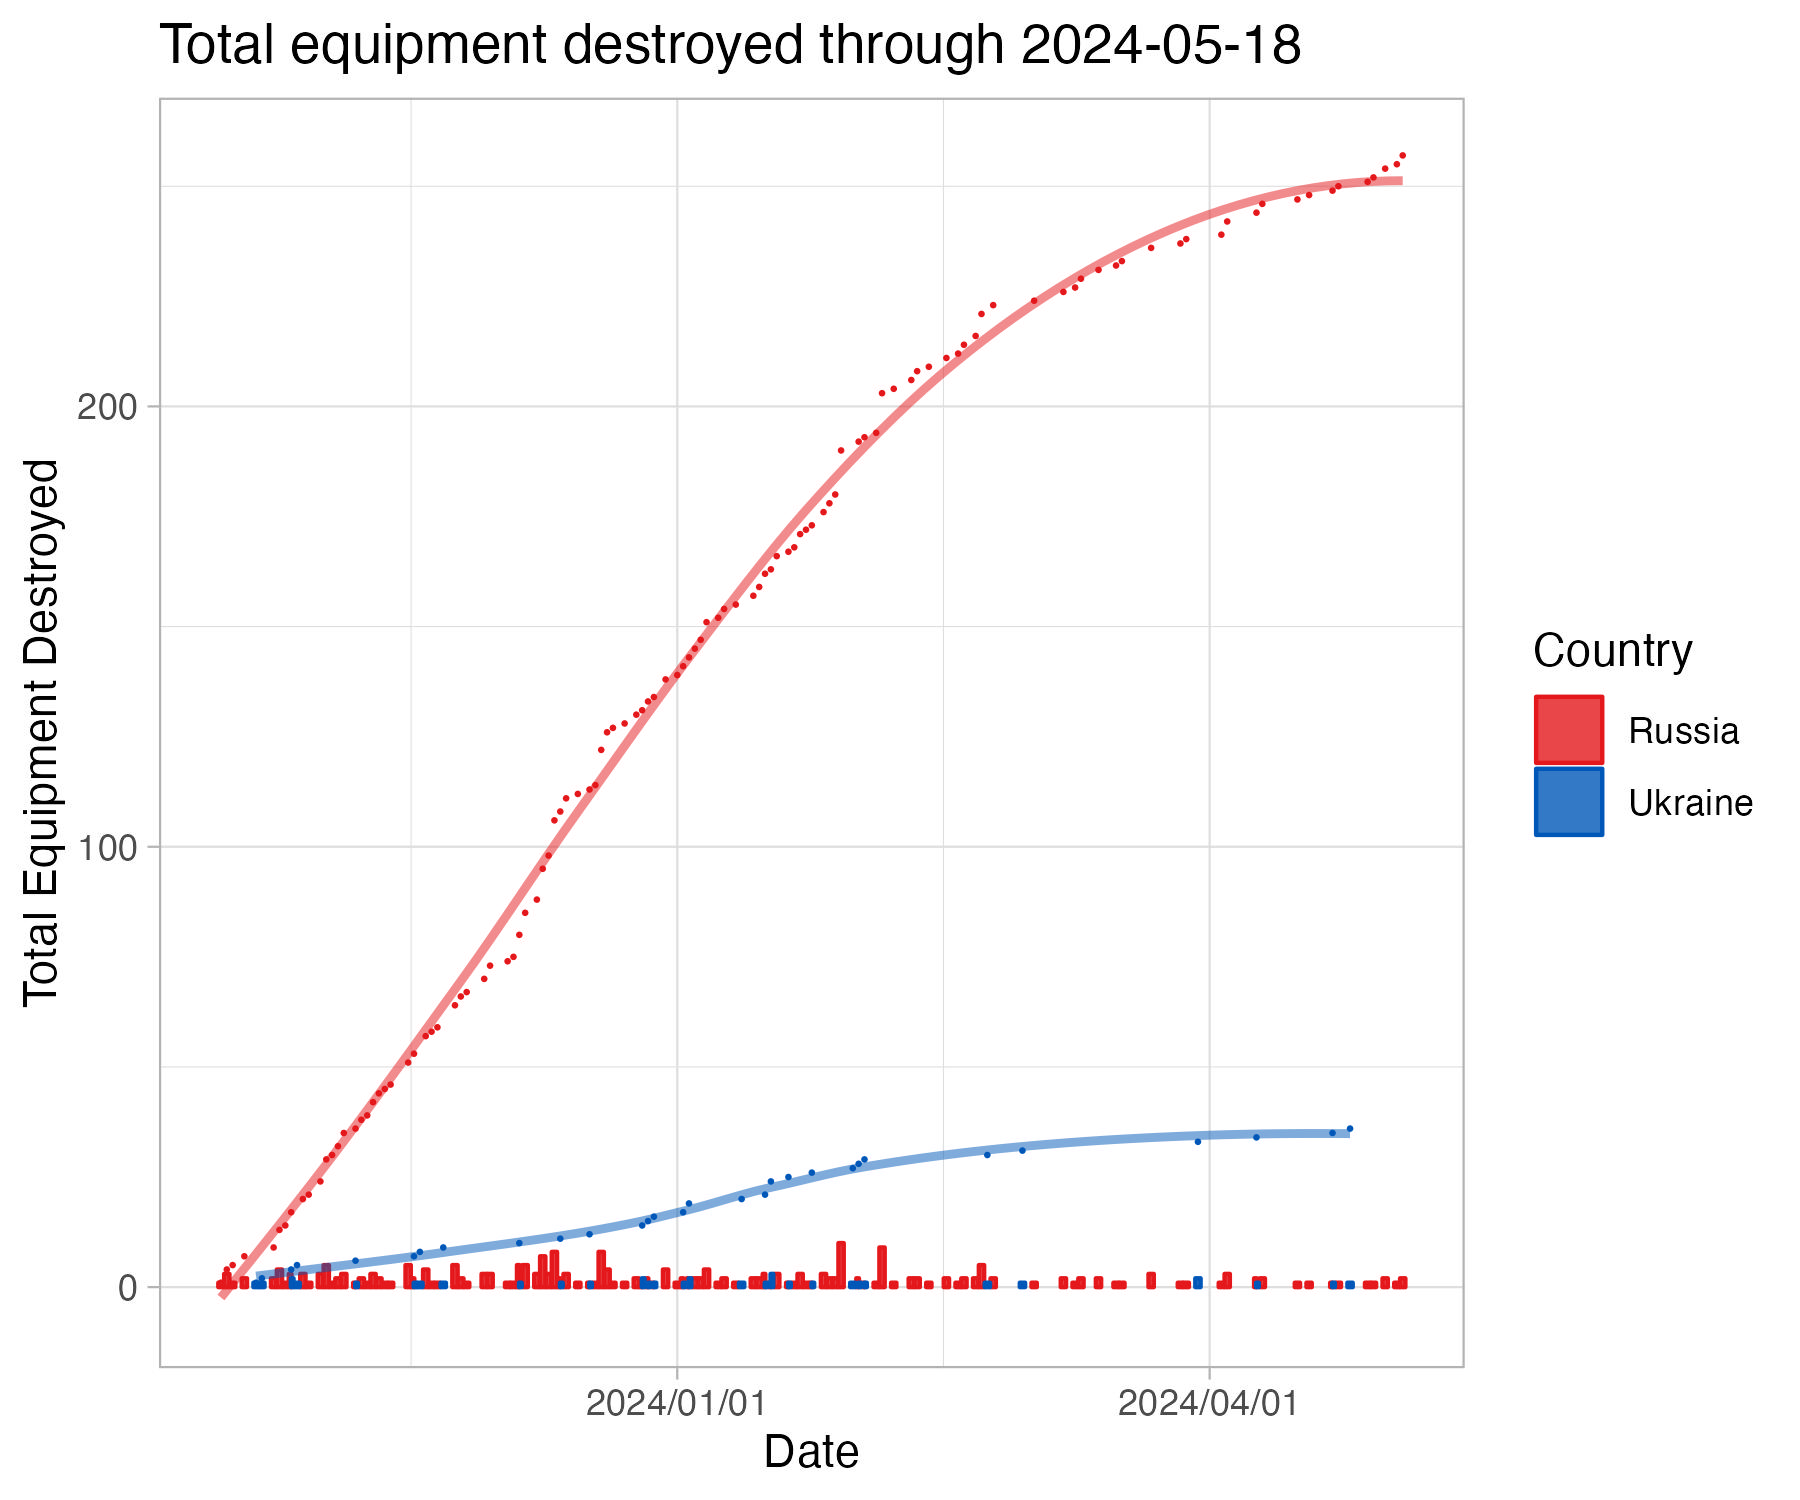 Total equipment destroyed through 2024-05-18
Total Equipment Destroyed
200
100
0
2024/01/01
2024/04/01
Date
Country
Russia
Ukraine